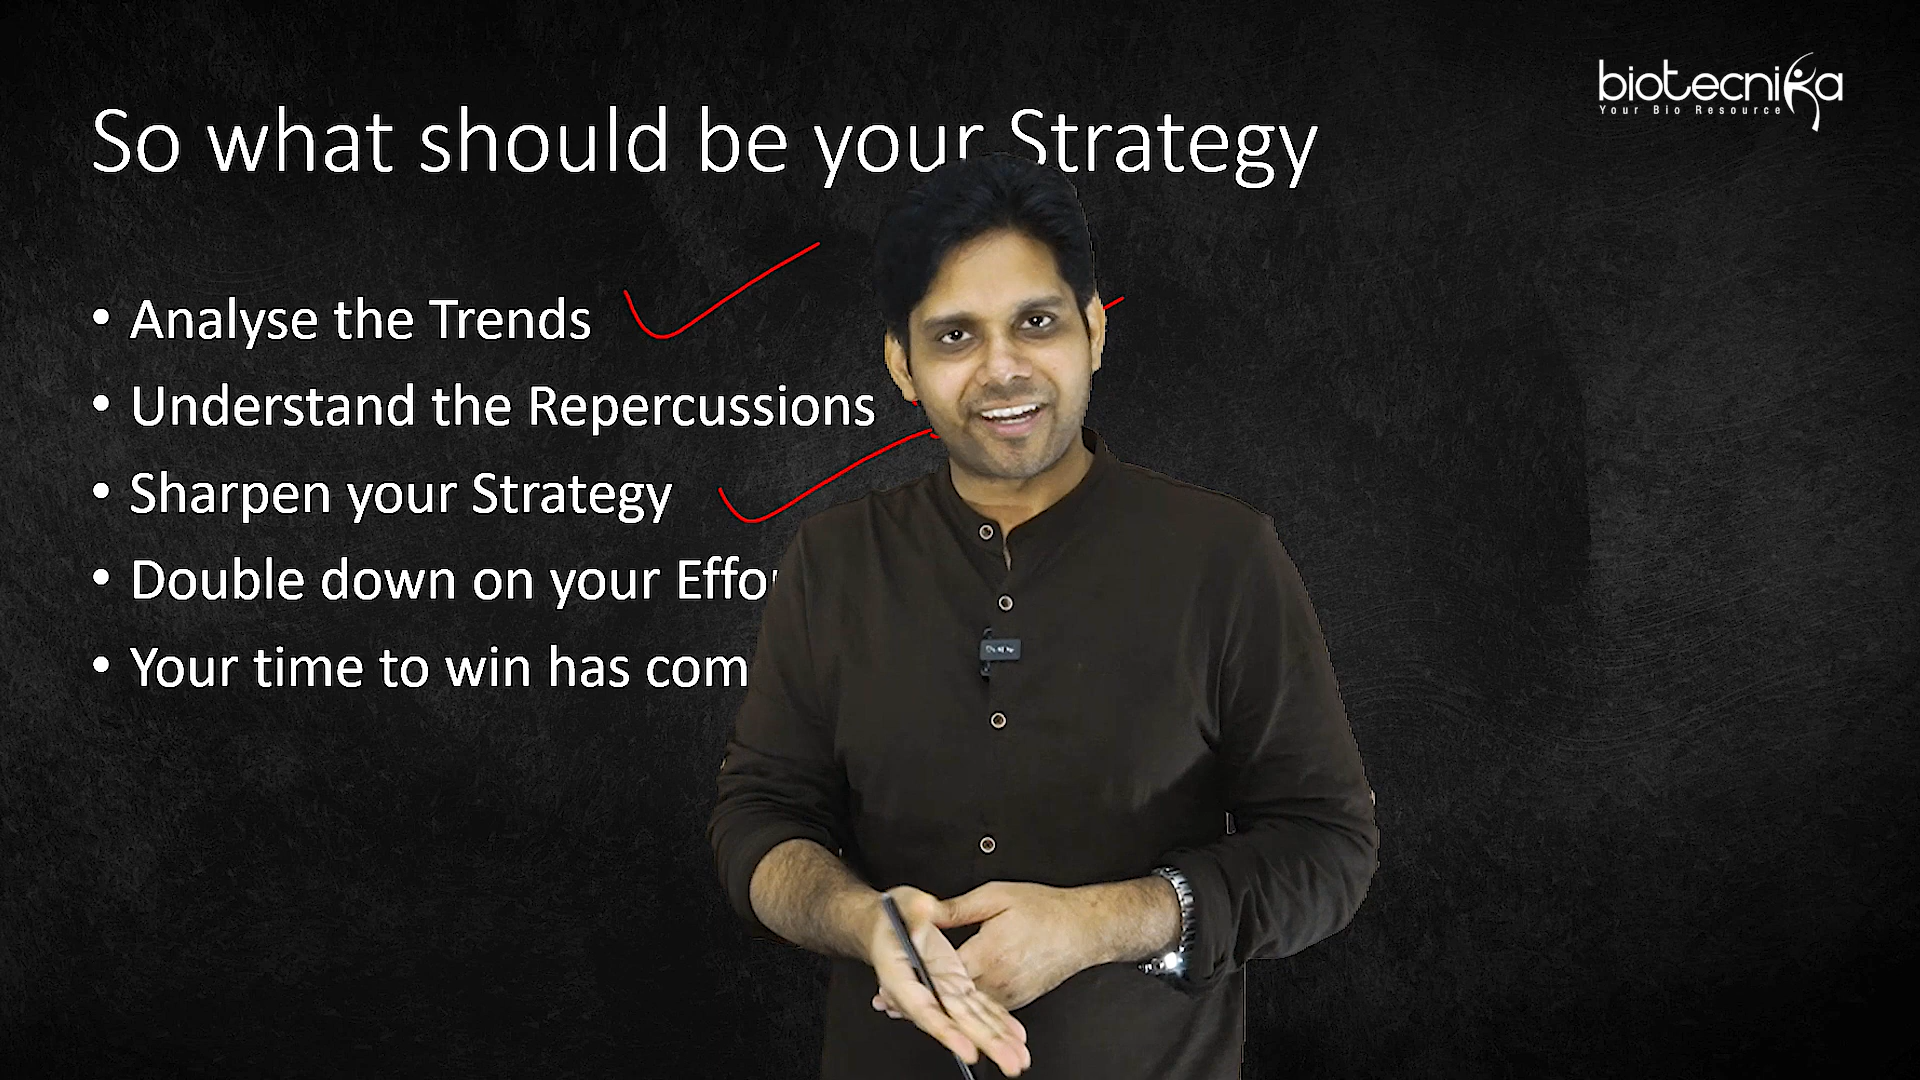 biotecnika
Your Bio Resource
So what should be your Strategy
• Analyse the Trends
• Understand the Repercussions
• Sharpen your Strategy
• Double down on your
• Your time to win has